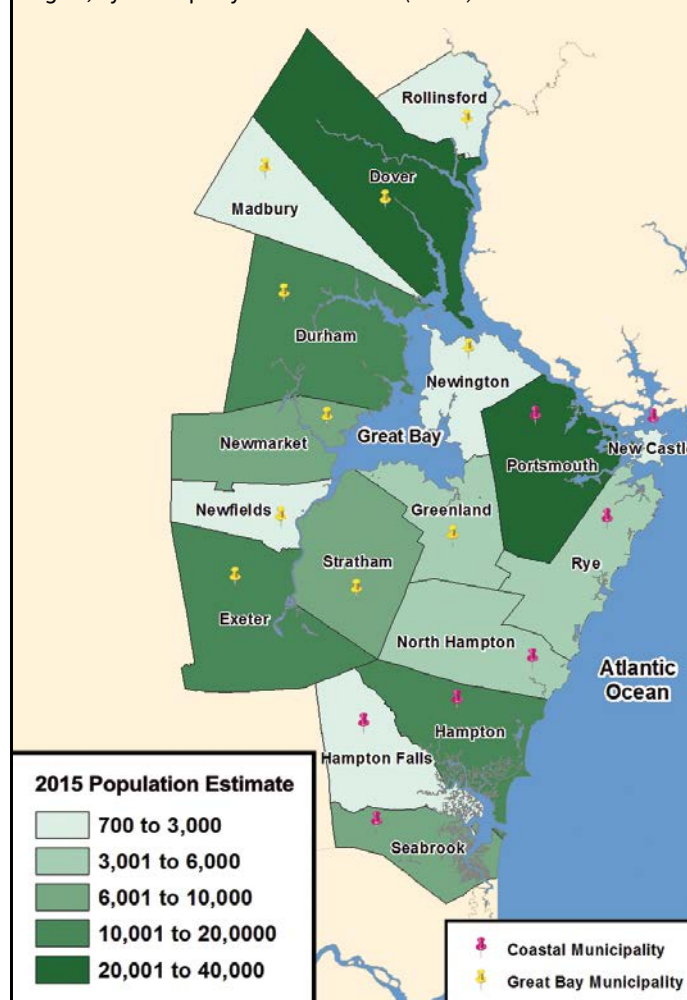 Rollinsford
Dover
Madbury
Durham
Newington
Newmarket
Great Bay
New Castle
Portsmouth
Newfields
Greenland
Rye
Stratham
Exeter
North Hampton
Atlantic
Ocean
Hampton
Hampton Falls
Seabrook
2015 Population Estimate
700 to 3,000
3,001 to 6,000
6,001 to 10,000
10,001 to 20,0000
20,001 to 40,000
Coastal Municipality
Great Bay Municipality